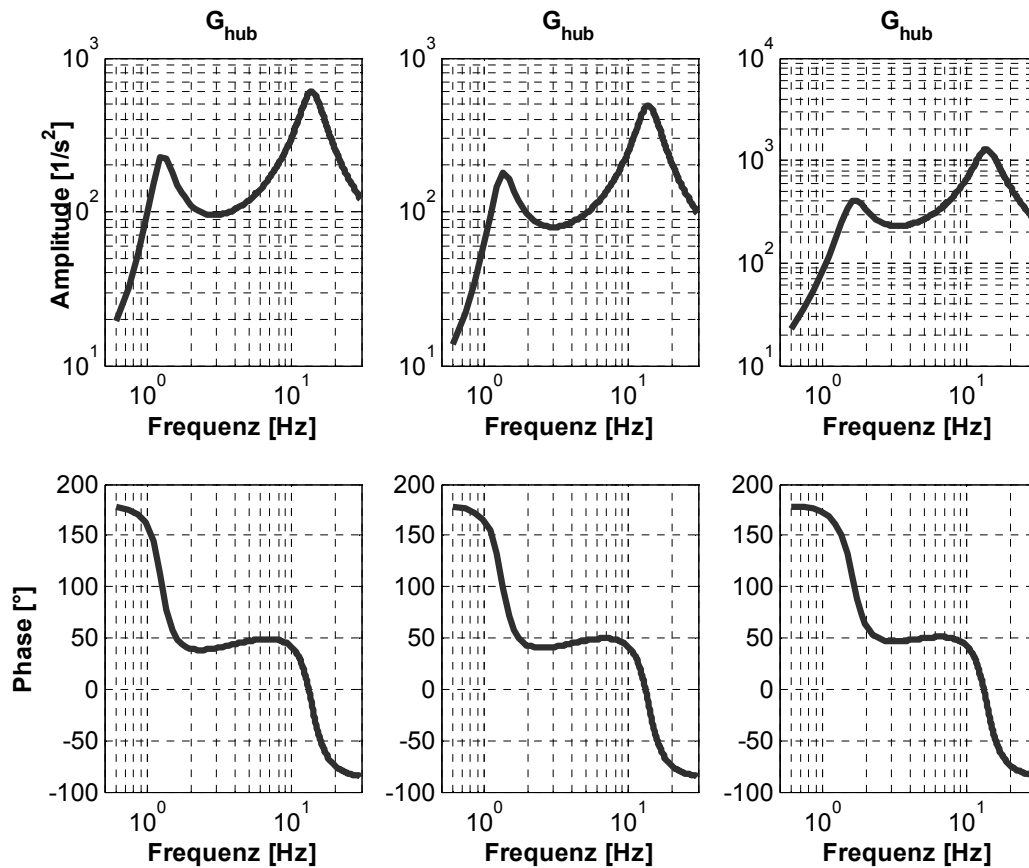 G_hub G_hub G_hub
10^3 10^3 10^4
10^3
10^2 10^2
10^2
10^1 10^1 10^1
Amplitude [1/s^2]
10^0 10^1 10^0 10^1 10^0 10^1
Frequenz [Hz] Frequenz [Hz] Frequenz [Hz]
200 200 200
150 150 150
100 100 100
50 50 50
0 0 0
-50 -50 -50
-100 -100 -100
Phase [°]
10^0 10^1 10^0 10^1 10^0 10^1
Frequenz [Hz] Frequenz [Hz] Frequenz [Hz]